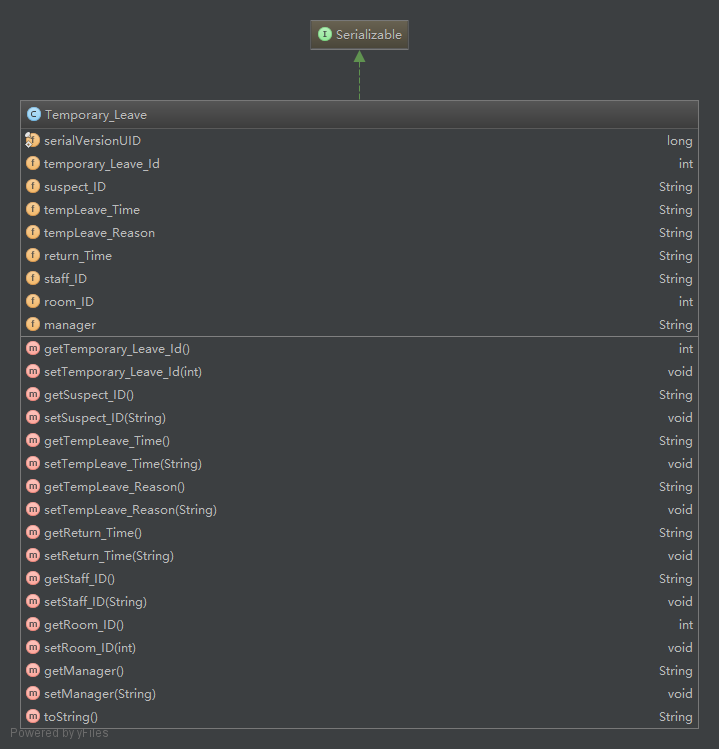 I Serializable
C Temporary_Leave
f serialVersionUID long
f temporary_Leave_Id int
f suspect_ID String
f tempLeave_Time String
f tempLeave_Reason String
f return_Time String
f staff_ID String
f room_ID int
f manager String
m getTemporary_Leave_Id() int
m setTemporary_Leave_Id(int) void
m getSuspect_ID() String
m setSuspect_ID(String) void
m getTempLeave_Time() String
m setTempLeave_Time(String) void
m getTempLeave_Reason() String
m setTempLeave_Reason(String) void
m getReturn_Time() String
m setReturn_Time(String) void
m getStaff_ID() String
m setStaff_ID(String) void
m getRoom_ID() int
m setRoom_ID(int) void
m getManager() String
m setManager(String) void
m toString() String
Powered by yFiles